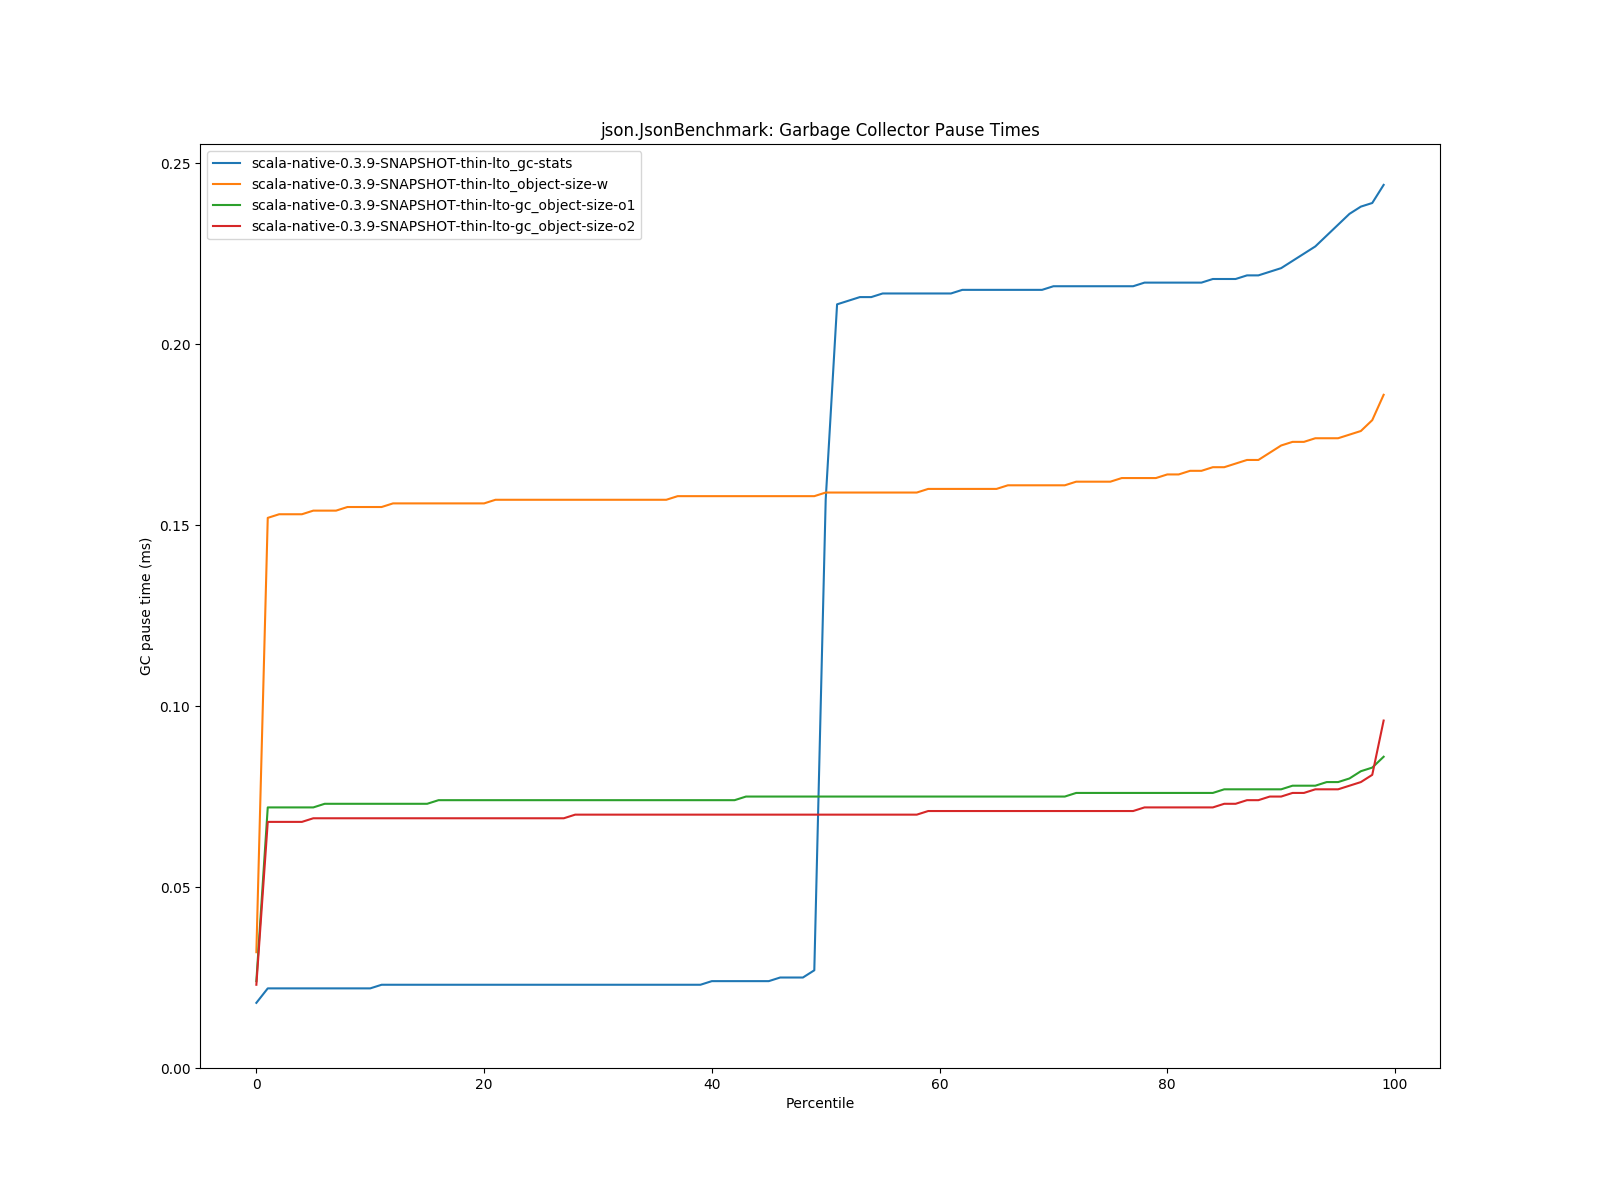 json.JsonBenchmark: Garbage Collector Pause Times
scala-native-0.3.9-SNAPSHOT-thin-lto_gc-stats
scala-native-0.3.9-SNAPSHOT-thin-lto_object-size-w
scala-native-0.3.9-SNAPSHOT-thin-lto-gc_object-size-o1
scala-native-0.3.9-SNAPSHOT-thin-lto-gc_object-size-o2
0.25
0.20
0.15
0.10
0.05
0.00
GC pause time (ms)
0 20 40 60 80 100
Percentile